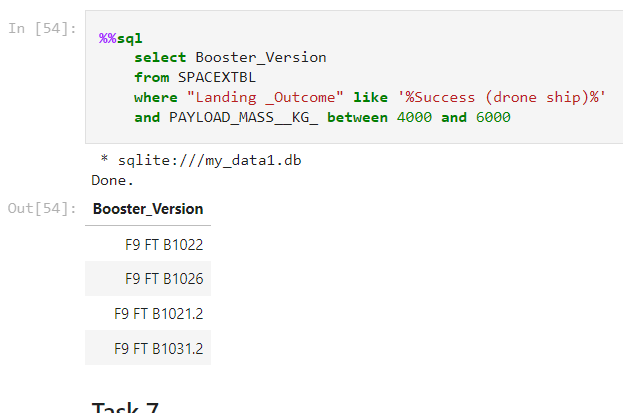 In [54]:
%%sql
select Booster_Version
from SPACEXTBL
where "Landing _Outcome" like '%Success (drone ship)%'
and PAYLOAD_MASS__KG_ between 4000 and 6000
* sqlite:///my_data1.db
Done.
Out[54]:
Booster_Version
F9 FT B1022
F9 FT B1026
F9 FT B1021.2
F9 FT B1031.2
Task 7